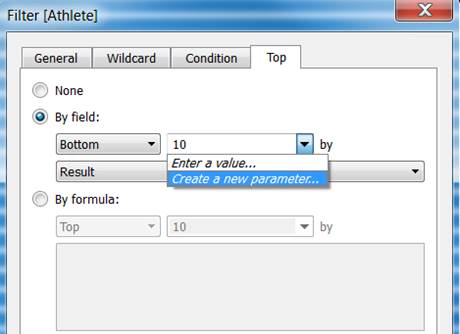 Filter [Athlete]
General Wildcard Condition Top
None
By field:
Bottom 10 by
Enter a value...
Result
Create a new parameter...
By formula:
Top 10 by